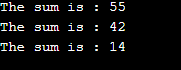 The sum is : 55
The sum is : 42
The sum is : 14